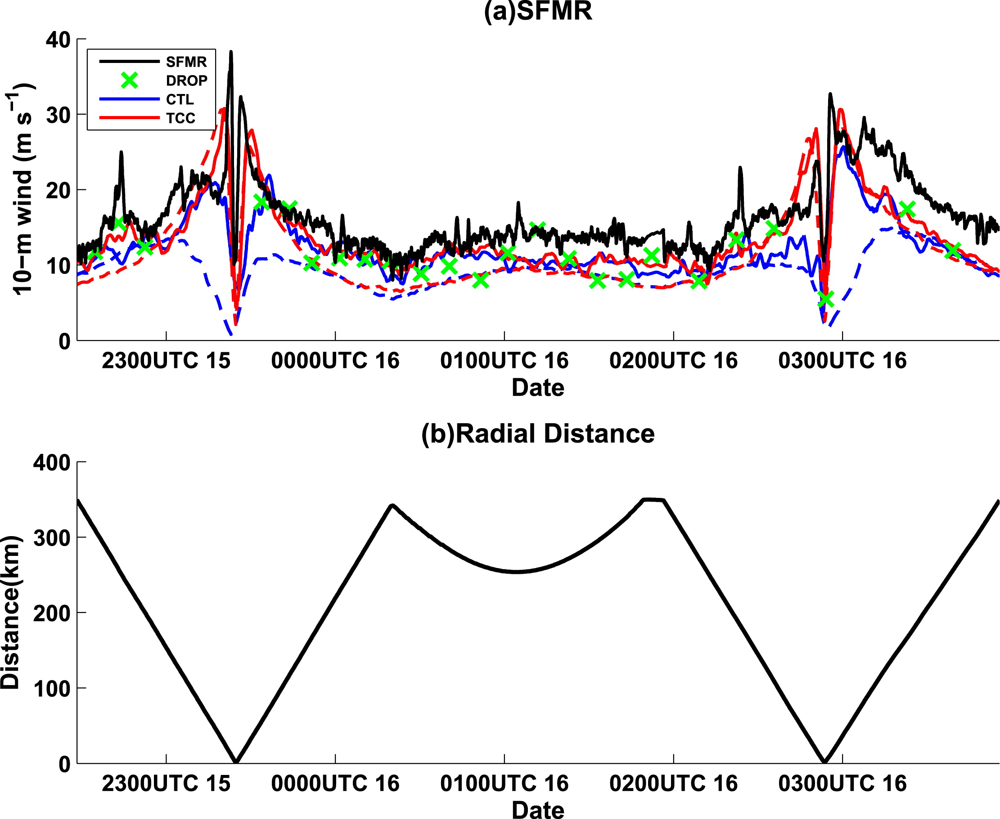 (a)SFMR
40
30
20
10
0
10−m wind (m s−1)
SFMR
DROP
CTL
TCC
2300UTC 15 0000UTC 16 0100UTC 16 0200UTC 16 0300UTC 16
Date
(b)Radial Distance
400
300
200
100
0
Distance(km)
2300UTC 15 0000UTC 16 0100UTC 16 0200UTC 16 0300UTC 16
Date